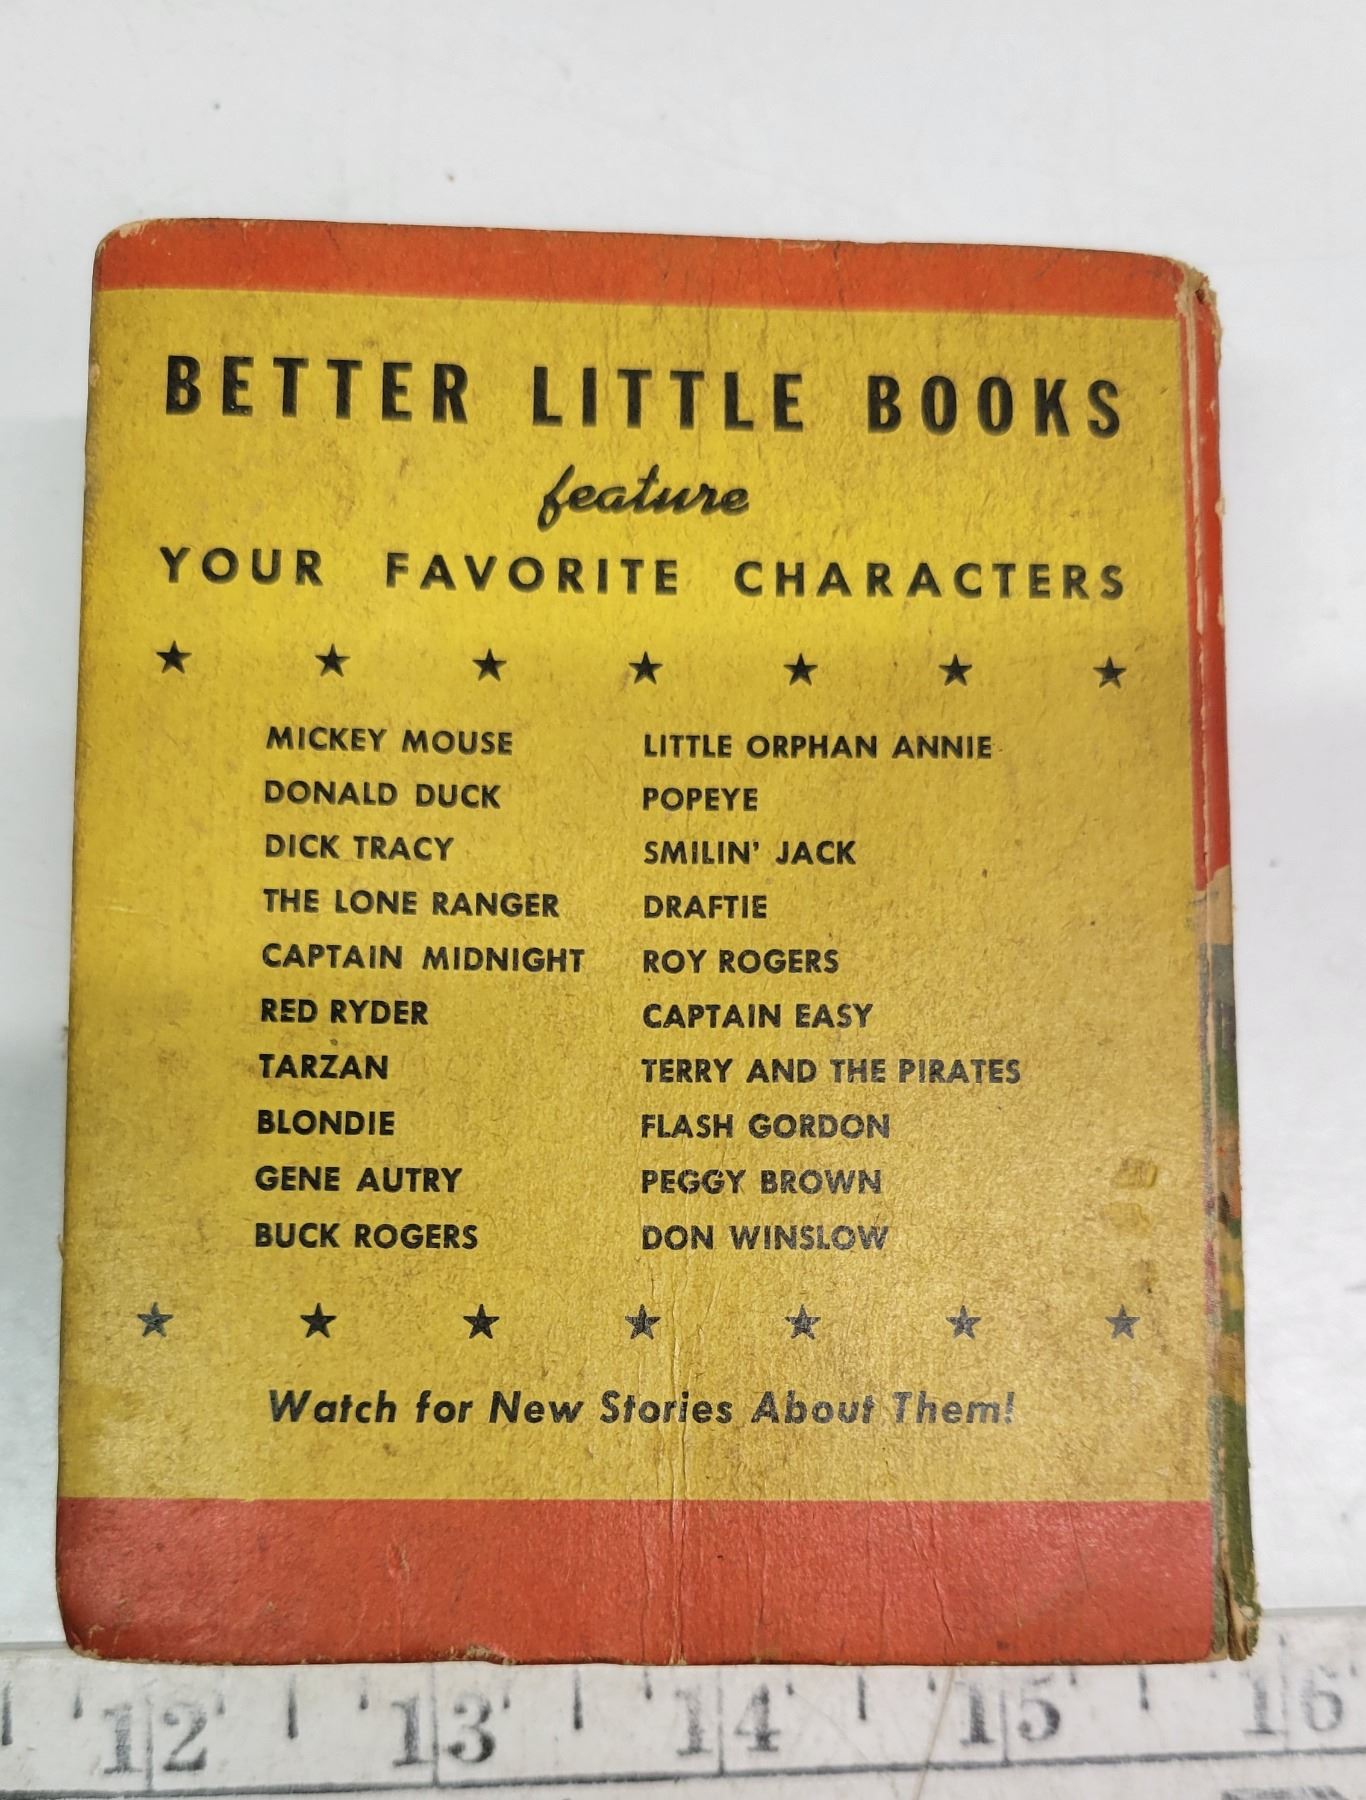 BETTER LITTLE BOOKS
feature
YOUR FAVORITE CHARACTERS
MICKEY MOUSE
DONALD DUCK
DICK TRACY
THE LONE RANGER
CAPTAIN MIDNIGHT
RED RYDER
TARZAN
BLONDIE
GENE AUTRY
BUCK ROGERS
LITTLE ORPHAN ANNIE
POPEYE
SMILIN' JACK
DRAFTIE
ROY ROGERS
CAPTAIN EASY
TERRY AND THE PIRATES
FLASH GORDON
PEGGY BROWN
DON WINSLOW
Watch for New Stories About Them!
12 13 14 15 16